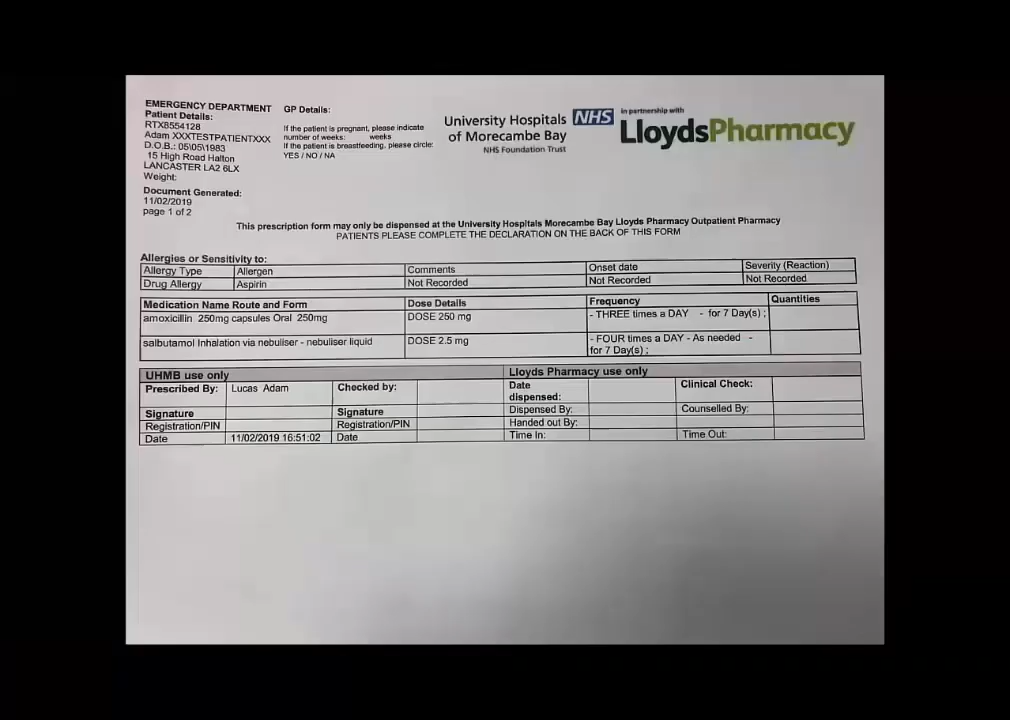 EMERGENCY DEPARTMENT
Patient Details:
RTX8554128
Adam XXXTESTPATIENTXXX
D.O.B.: 05\05\1983
15 High Road Halton
LANCASTER LA2 6LX
Weight:
Document Generated:
11/02/2019
page 1 of 2
GP Details:
If the patient is pregnant, please indicate
number of weeks: weeks
If the patient is breastfeeding, please circle:
YES / NO / NA
University Hospitals NHS
of Morecambe Bay
NHS Foundation Trust
in partnership with
LloydsPharmacy
This prescription form may only be dispensed at the University Hospitals Morecambe Bay Lloyds Pharmacy Outpatient Pharmacy
PATIENTS PLEASE COMPLETE THE DECLARATION ON THE BACK OF THIS FORM
Allergies or Sensitivity to:
Allergy Type Allergen Comments Onset date Severity (Reaction)
Drug Allergy Aspirin Not Recorded Not Recorded Not Recorded
Medication Name Route and Form Dose Details Frequency Quantities
amoxicillin 250mg capsules Oral 250mg DOSE 250 mg - THREE times a DAY - for 7 Day(s) ;
salbutamol Inhalation via nebuliser - nebuliser liquid DOSE 2.5 mg - FOUR times a DAY - As needed -
for 7 Day(s) ;
UHMB use only Lloyds Pharmacy use only
Prescribed By: Lucas Adam Checked by: Date Clinical Check:
dispensed:
Signature Signature Dispensed By: Counselled By:
Registration/PIN Registration/PIN Handed out By:
Date 11/02/2019 16:51:02 Date Time In: Time Out: